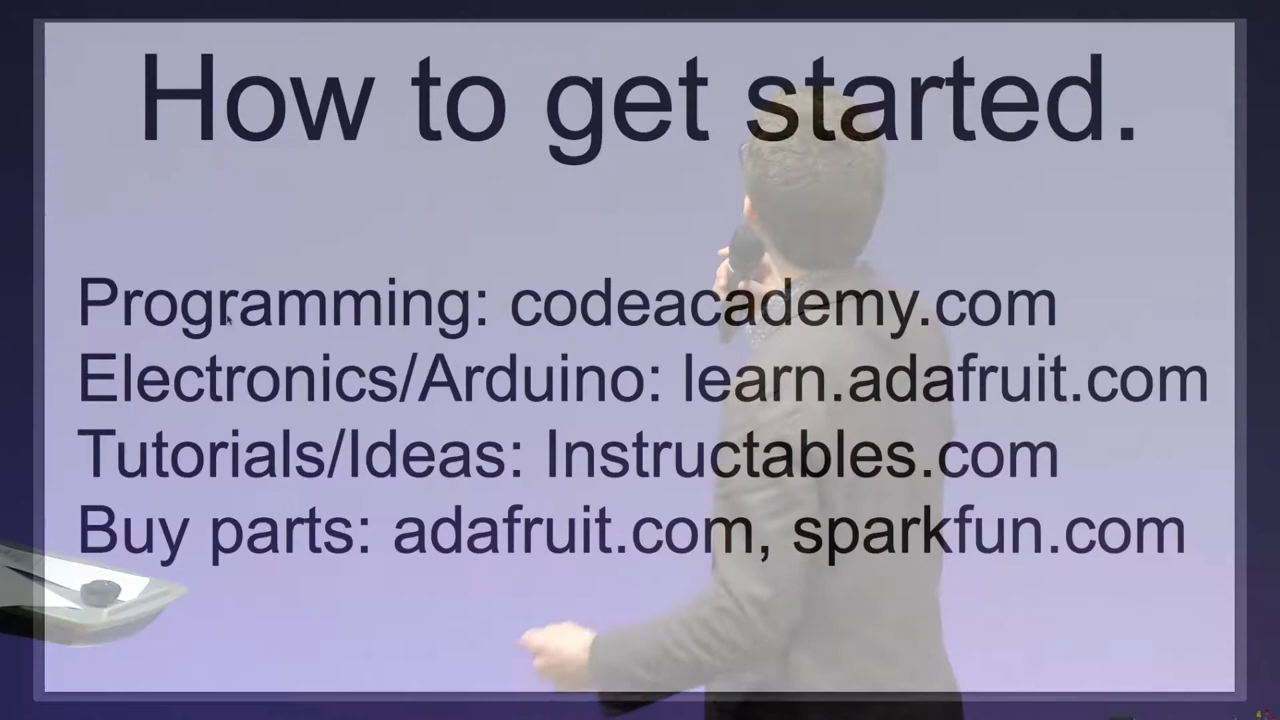 How to get started.
Programming: codeacademy.com
Electronics/Arduino: learn.adafruit.com
Tutorials/Ideas: Instructables.com
Buy parts: adafruit.com, sparkfun.com